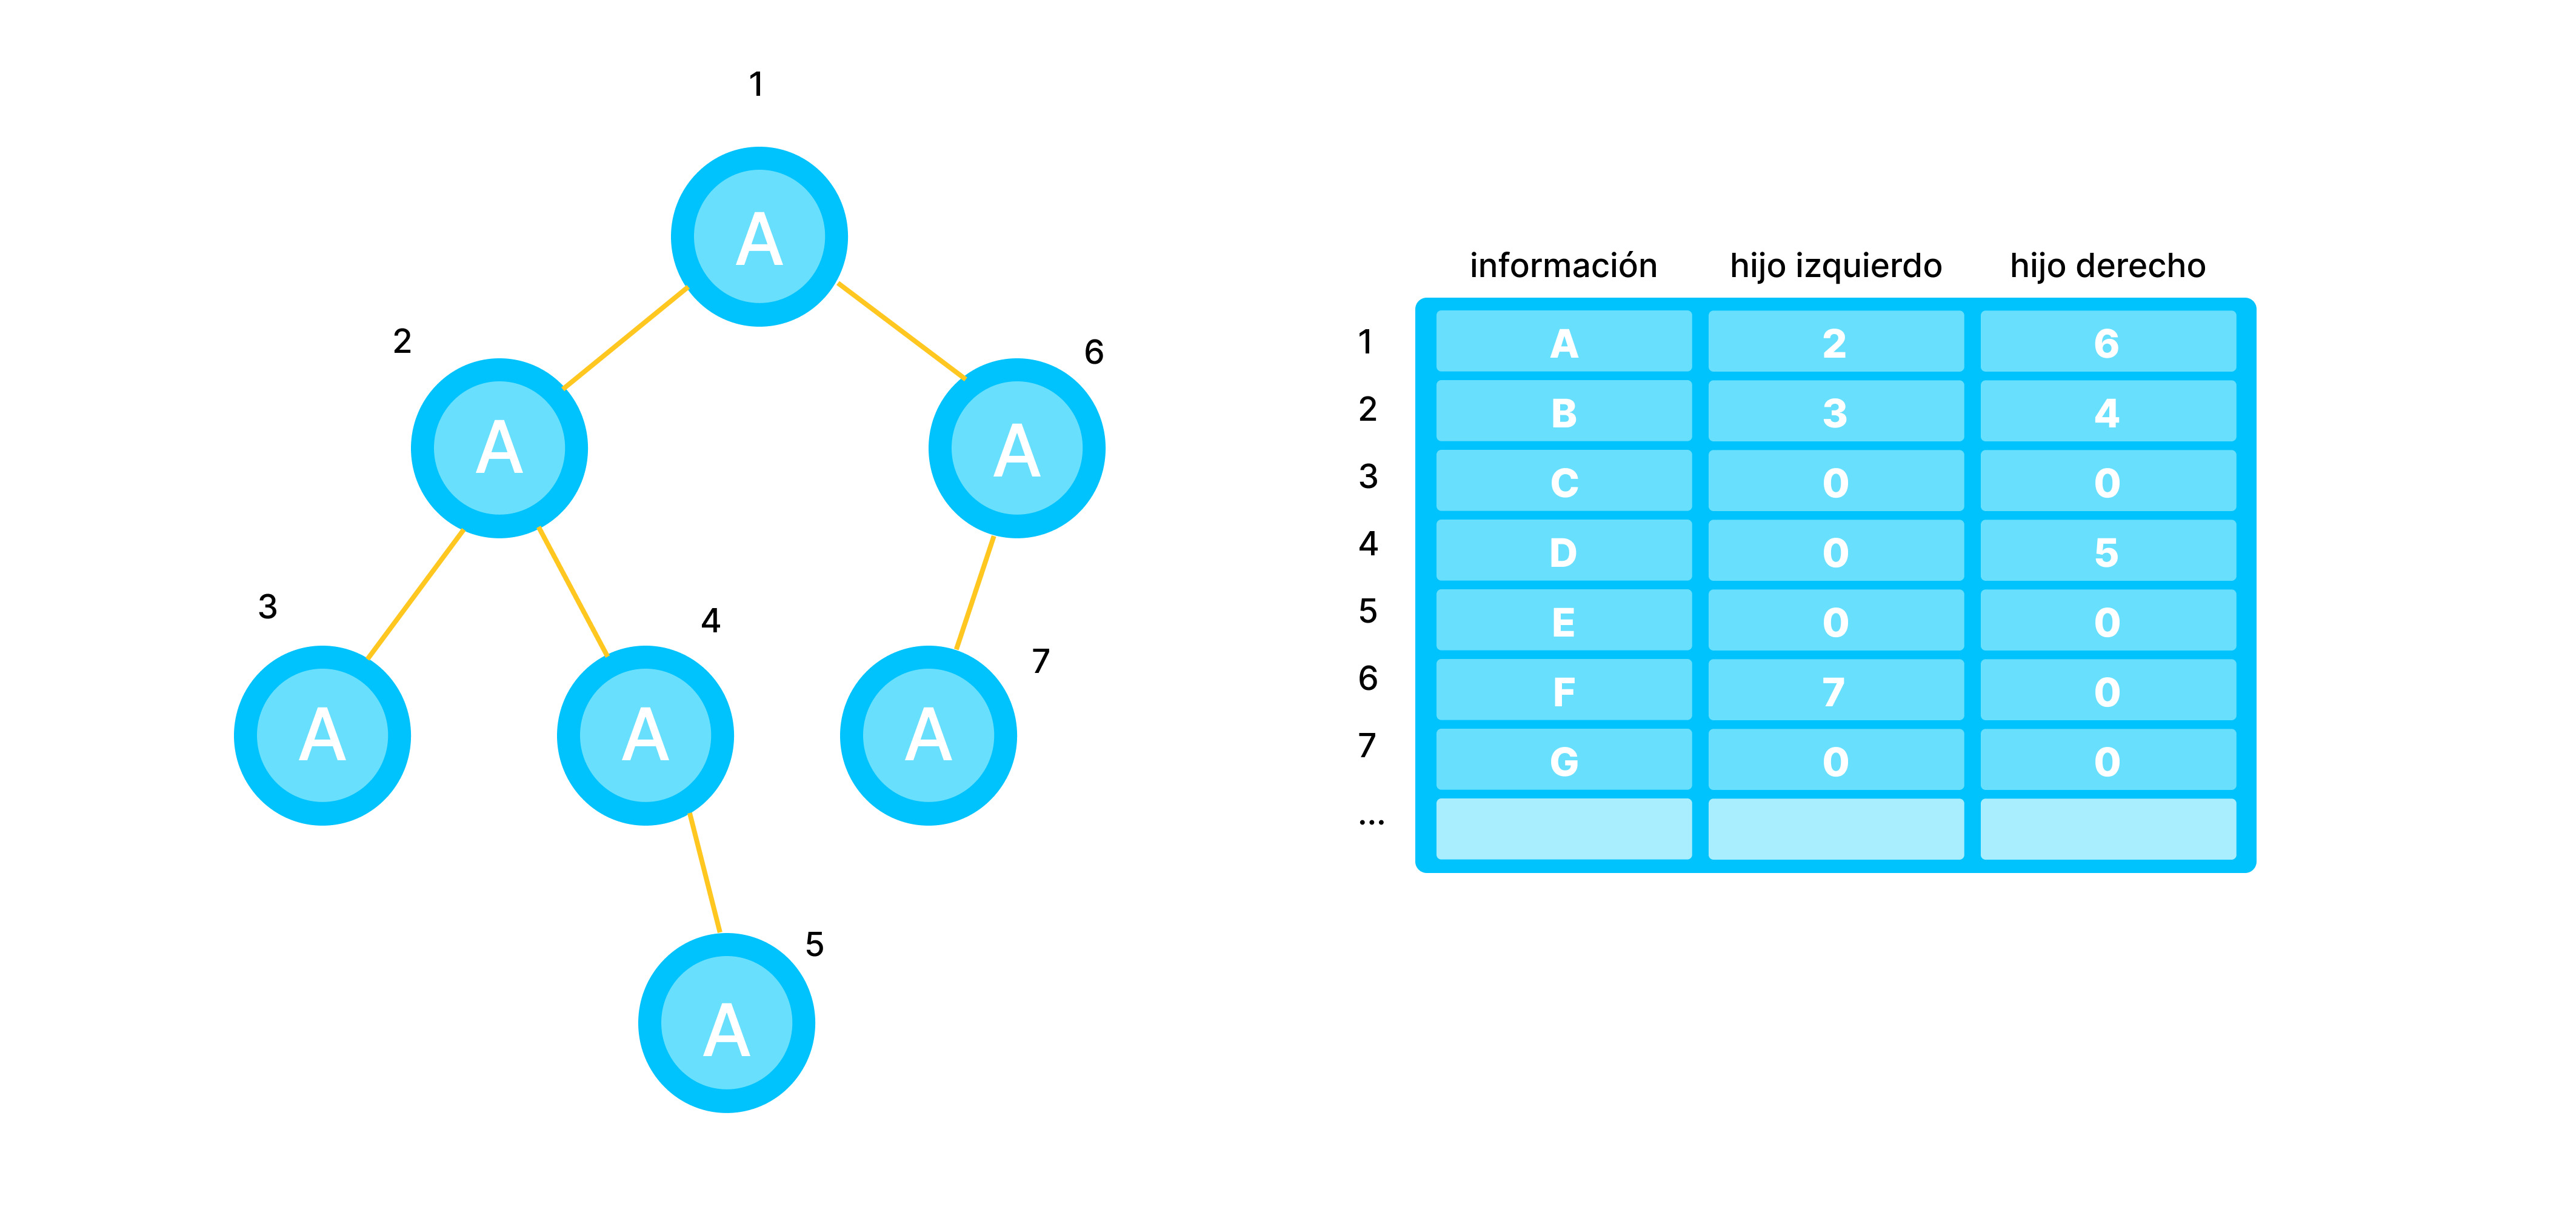 1
A
2
6
A
A
3
4
7
A
A
A
5
A
información hijo izquierdo hijo derecho
1 A 2 6
2 B 3 4
3 C 0 0
4 D 0 5
5 E 0 0
6 F 7 0
7 G 0 0
...